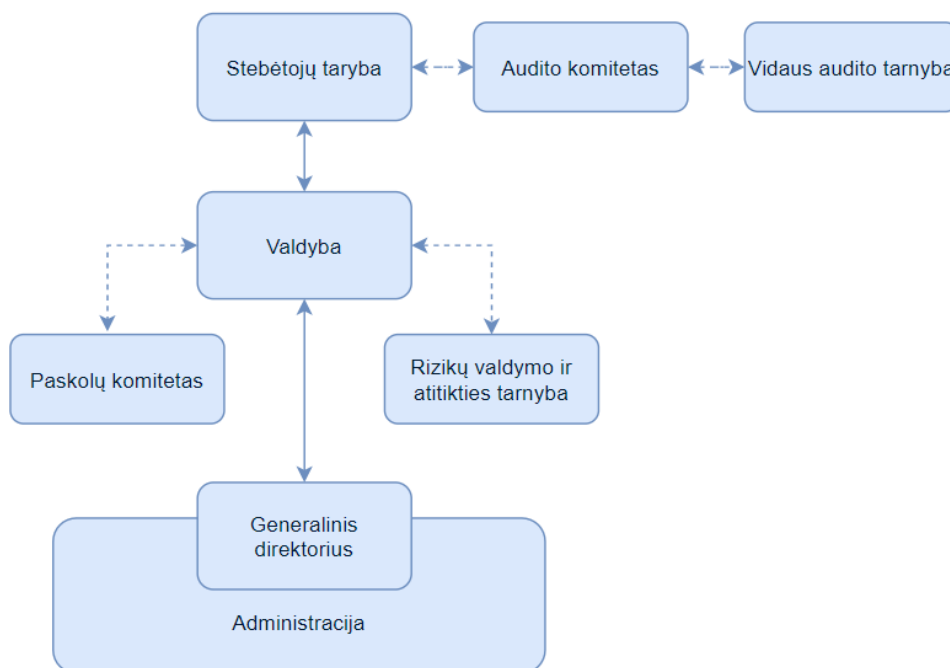 Stebėtojų taryba
Audito komitetas
Vidaus audito tarnyba
Valdyba
Paskolų komitetas
Rizikų valdymo ir
atitikties tarnyba
Generalinis
direktorius
Administracija